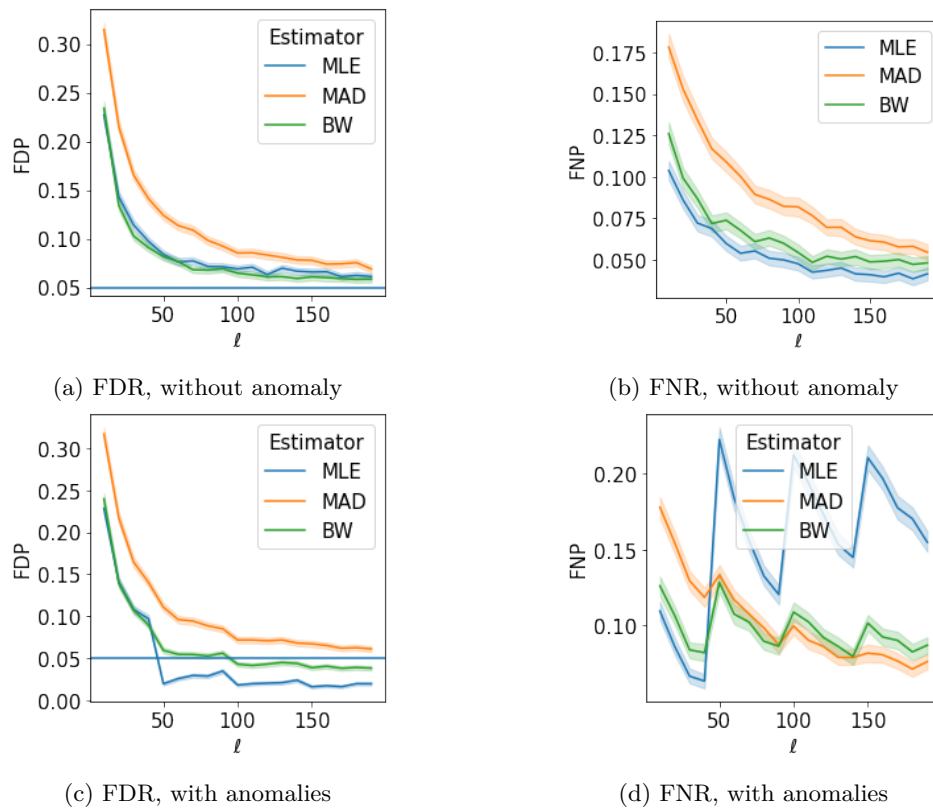 0.30
0.25
0.20
0.15
0.10
0.05
FDP
50
100
150
ℓ
Estimator
MLE
MAD
BW
(a) FDR, without anomaly
0.175
0.150
0.125
0.100
0.075
0.050
FNP
50
100
150
ℓ
MLE
MAD
BW
(b) FNR, without anomaly
0.30
0.25
0.20
0.15
0.10
0.05
0.00
FDP
50
100
150
ℓ
Estimator
MLE
MAD
BW
(c) FDR, with anomalies
0.20
0.15
0.10
FNP
50
100
150
ℓ
Estimator
MLE
MAD
BW
(d) FNR, with anomalies